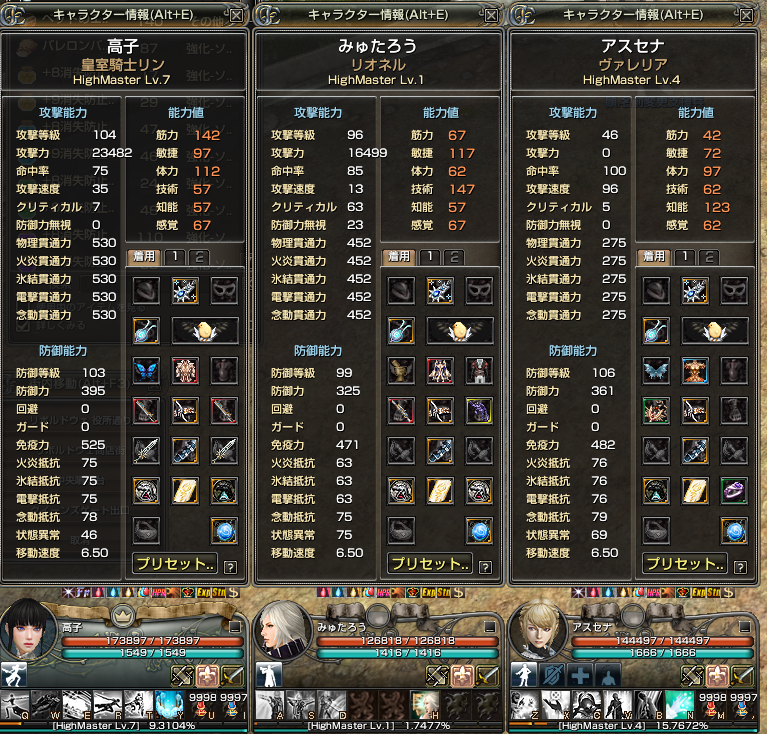 キャラクター情報(Alt+E)
高子
皇室騎士リン
HighMaster Lv.7
攻撃能力
攻撃等級 104
攻撃力 23482
命中率 75
攻撃速度 35
クリティカル 7
防御力無視 0
物理貫通力 530
火炎貫通力 530
氷結貫通力 530
電撃貫通力 530
念動貫通力 530
防御能力
防御等級 103
防御力 395
回避 0
ガード 0
免疫力 525
火炎抵抗 75
氷結抵抗 75
電撃抵抗 75
念動抵抗 78
状態異常 46
移動速度 6.50
能力値
筋力 142
敏捷 97
体力 112
技術 57
知能 57
感覚 67
着用 1 2
プリセット.. ?
キャラクター情報(Alt+E)
みゅたろう
リオネル
HighMaster Lv.1
攻撃能力
攻撃等級 96
攻撃力 16499
命中率 85
攻撃速度 13
クリティカル 63
防御力無視 23
物理貫通力 452
火炎貫通力 452
氷結貫通力 452
電撃貫通力 452
念動貫通力 452
防御能力
防御等級 99
防御力 325
回避 0
ガード 0
免疫力 471
火炎抵抗 63
氷結抵抗 63
電撃抵抗 63
念動抵抗 75
状態異常 75
移動速度 6.50
能力値
筋力 67
敏捷 117
体力 62
技術 147
知能 57
感覚 67
着用 1 2
プリセット.. ?
キャラクター情報(Alt+E)
アスセナ
ヴァレリア
HighMaster Lv.4
攻撃能力
攻撃等級 46
攻撃力 0
命中率 100
攻撃速度 96
クリティカル 5
防御力無視 0
物理貫通力 275
火炎貫通力 275
氷結貫通力 275
電撃貫通力 275
念動貫通力 275
防御能力
防御等級 106
防御力 361
回避 0
ガード 0
免疫力 482
火炎抵抗 76
氷結抵抗 76
電撃抵抗 76
念動抵抗 79
状態異常 69
移動速度 6.50
能力値
筋力 42
敏捷 72
体力 97
技術 62
知能 123
感覚 62
着用 1 2
プリセット.. ?
HPR Exp Stn $
高子
173897 / 173897
1549 / 1549
9998 9997
Q W E R T Y U I
[HighMaster Lv.7] 9.3104%
HPR Exp Stn $
みゅたろう
126818 / 126818
1416 / 1416
A S D H
[HighMaster Lv.1] 1.7477%
HPR Exp Stn $
アスセナ
144497 / 144497
1666 / 1666
9998 9997
Z X C V B N M
[HighMaster Lv.4] 15.7672%